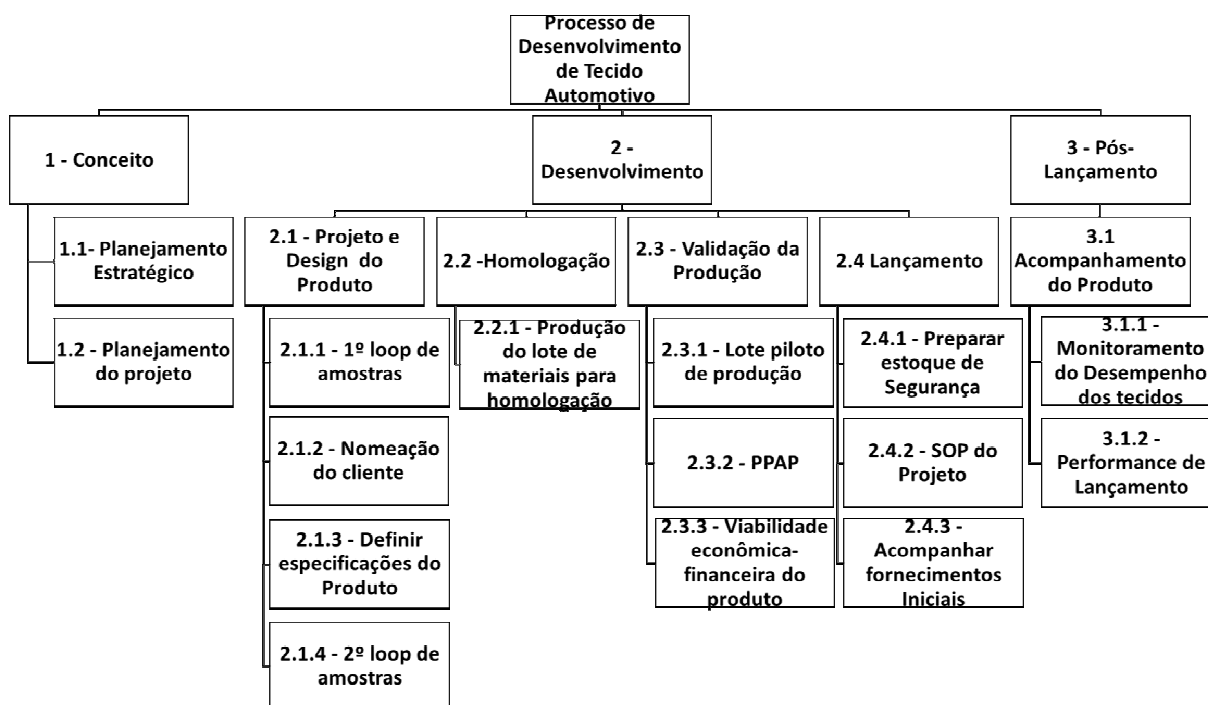 Processo de
Desenvolvimento
de Tecido
Automotivo
1 - Conceito
2 -
Desenvolvimento
3 - Pós-
Lançamento
1.1- Planejamento
Estratégico
1.2 - Planejamento
do projeto
2.1 - Projeto e
Design do
Produto
2.1.1 - 1º loop de
amostras
2.1.2 - Nomeação
do cliente
2.1.3 - Definir
especificações do
Produto
2.1.4 - 2º loop de
amostras
2.2 -Homologação
2.2.1 - Produção
do lote de
materiais para
homologação
2.3 - Validação da
Produção
2.3.1 - Lote piloto
de produção
2.3.2 - PPAP
2.3.3 - Viabilidade
econômica-
financeira do
produto
2.4 Lançamento
2.4.1 - Preparar
estoque de
Segurança
2.4.2 - SOP do
Projeto
2.4.3 -
Acompanhar
fornecimentos
Iniciais
3.1
Acompanhamento
do Produto
3.1.1 -
Monitoramento
do Desempenho
dos tecidos
3.1.2 -
Performance de
Lançamento